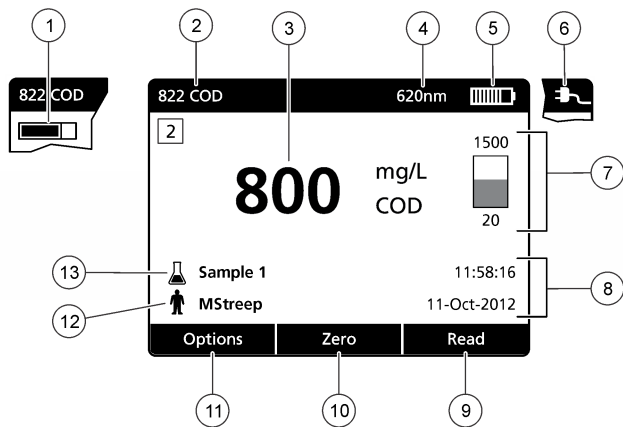 1
2
3
4
5
6
822 COD
822 COD
620nm
2
800
mg/L
COD
1500
20
7
13
Sample 1
11:58:16
8
12
MStreep
11-Oct-2012
Options
Zero
Read
11
10
9